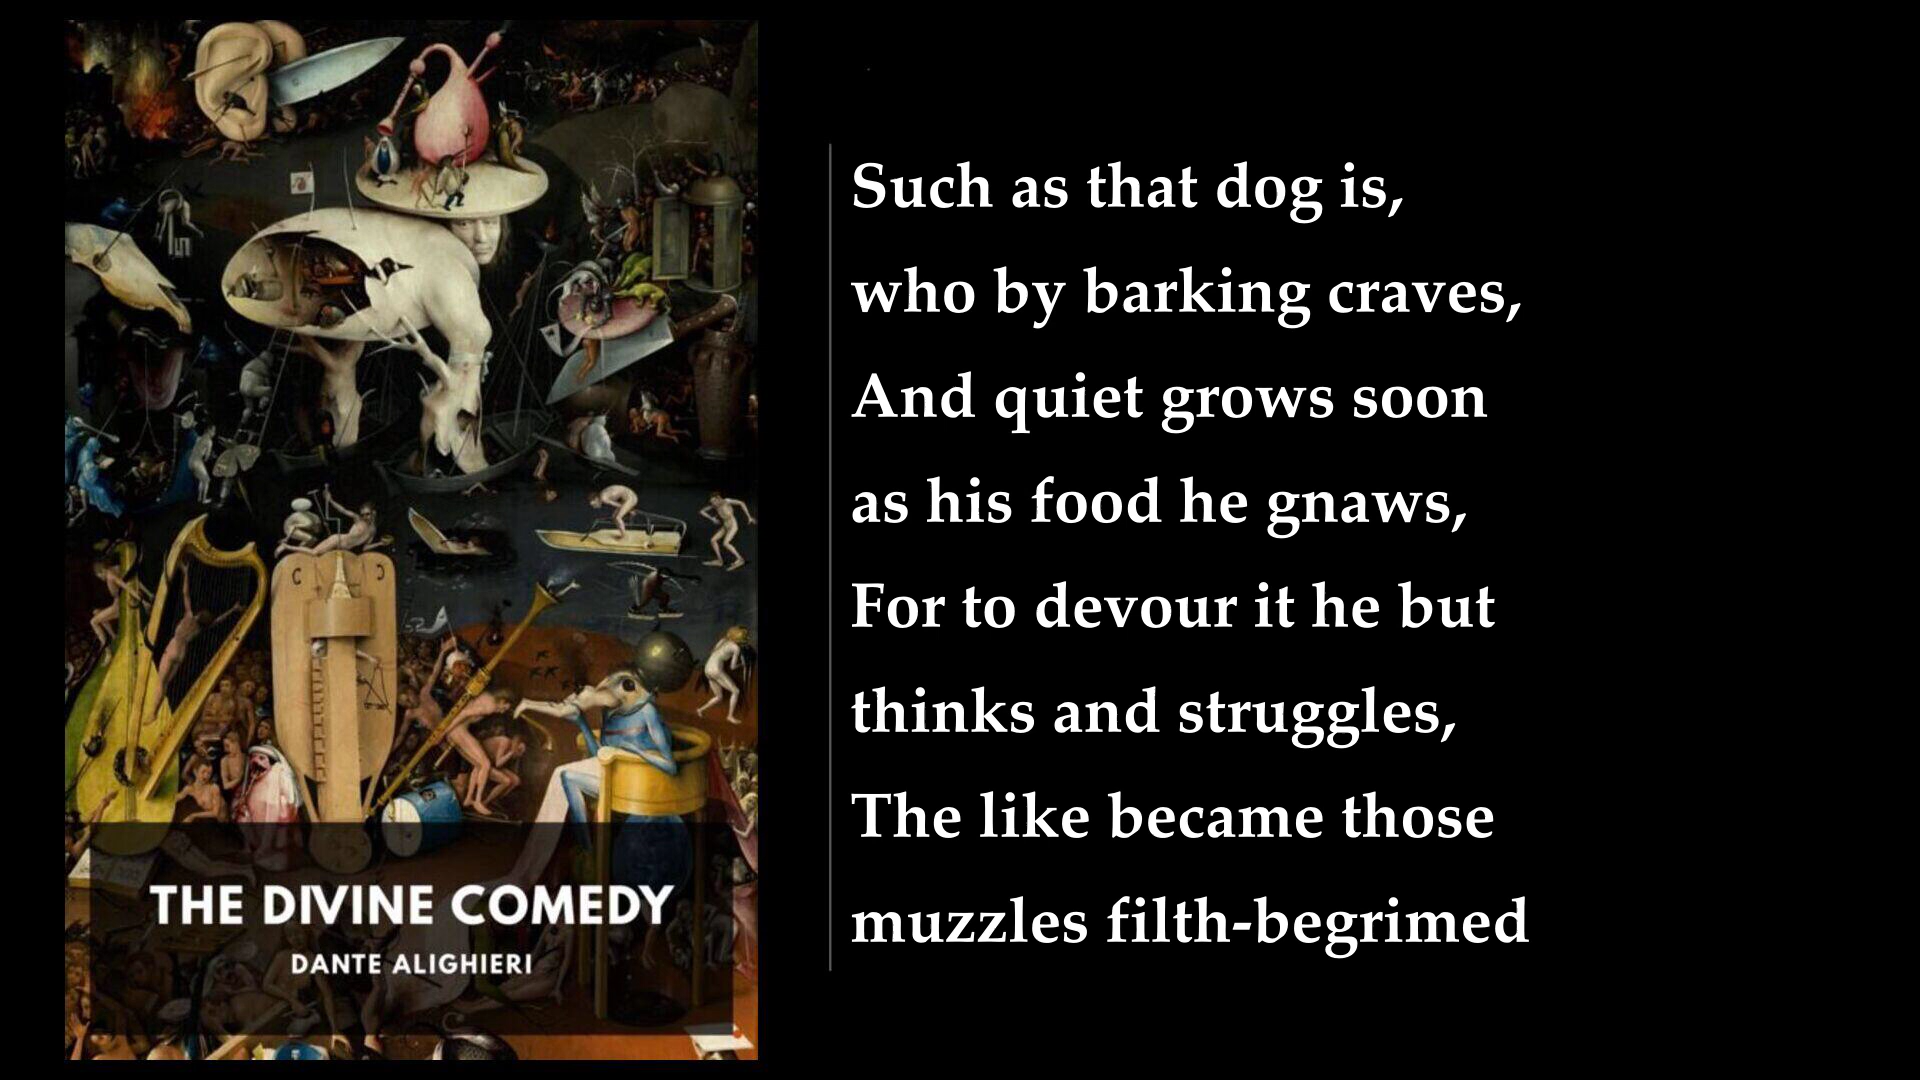 THE DIVINE COMEDY
DANTE ALIGHIERI
Such as that dog is,
who by barking craves,
And quiet grows soon
as his food he gnaws,
For to devour it he but
thinks and struggles,
The like became those
muzzles filth-begrimed